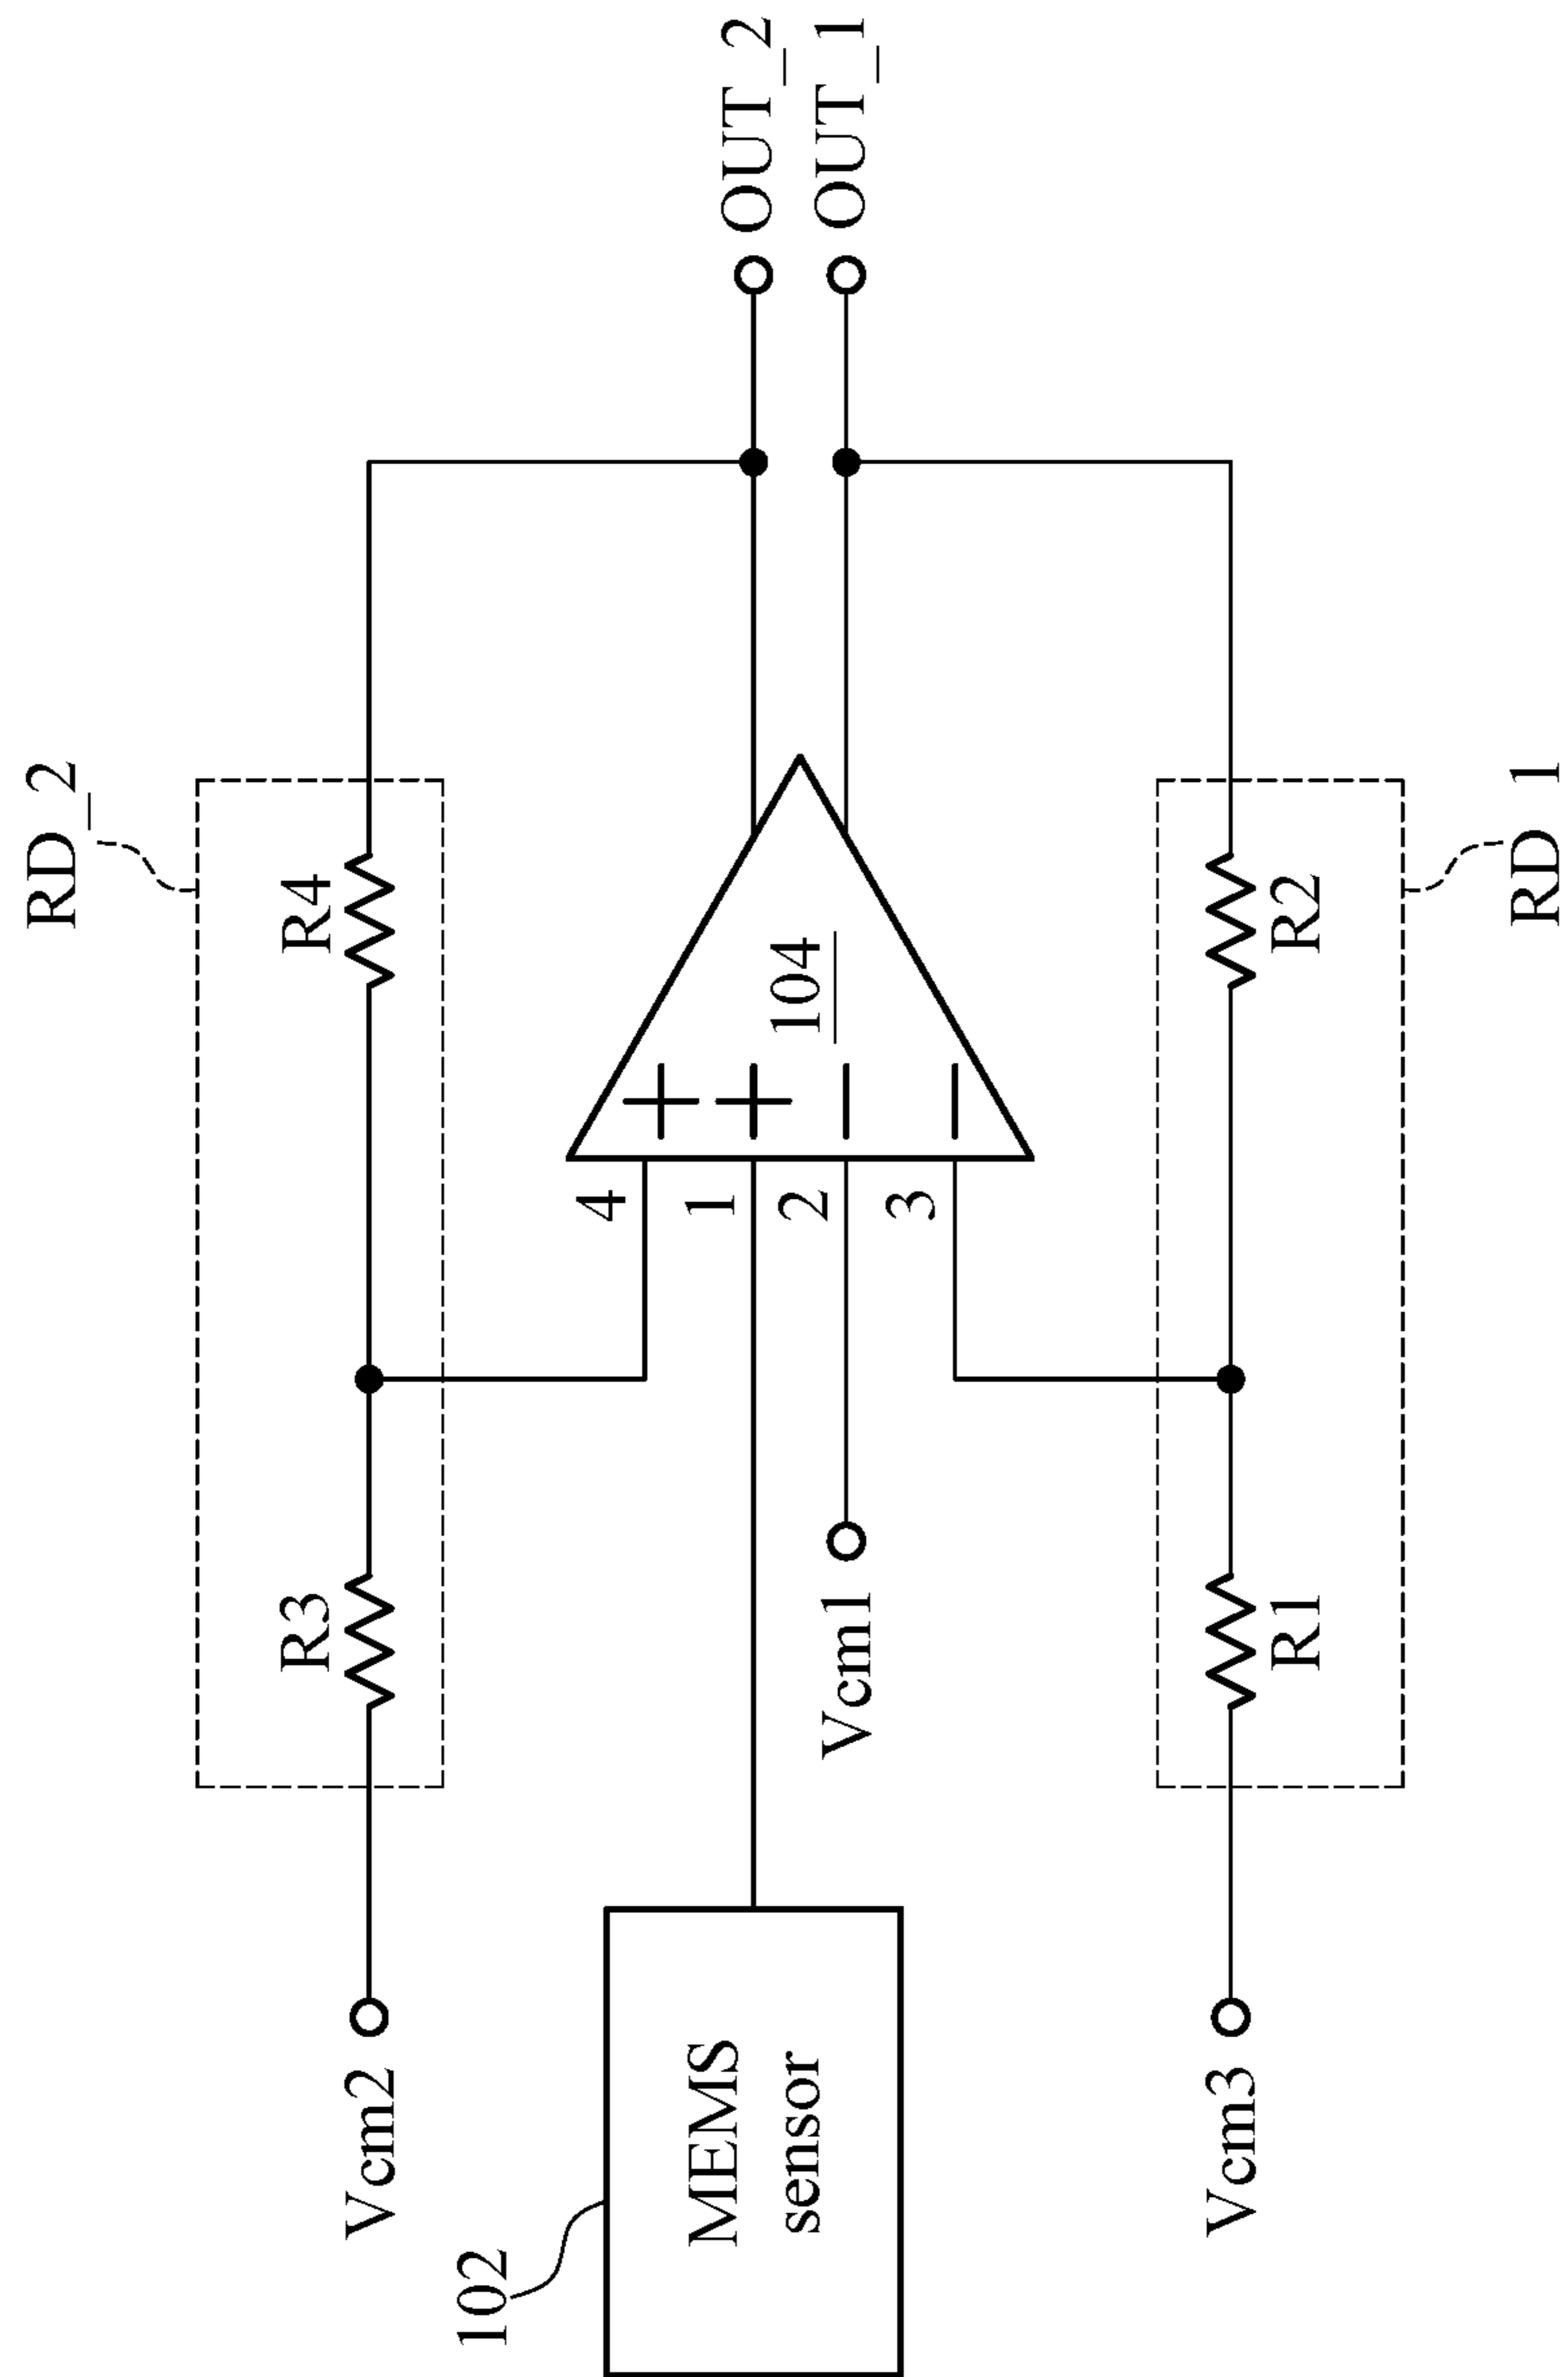 RD_2
R3
R4
Vcm2
OUT_2
OUT_1
102
MEMS
sensor
4
1
2
3
104
Vcm1
Vcm3
R1
R2
RD_1